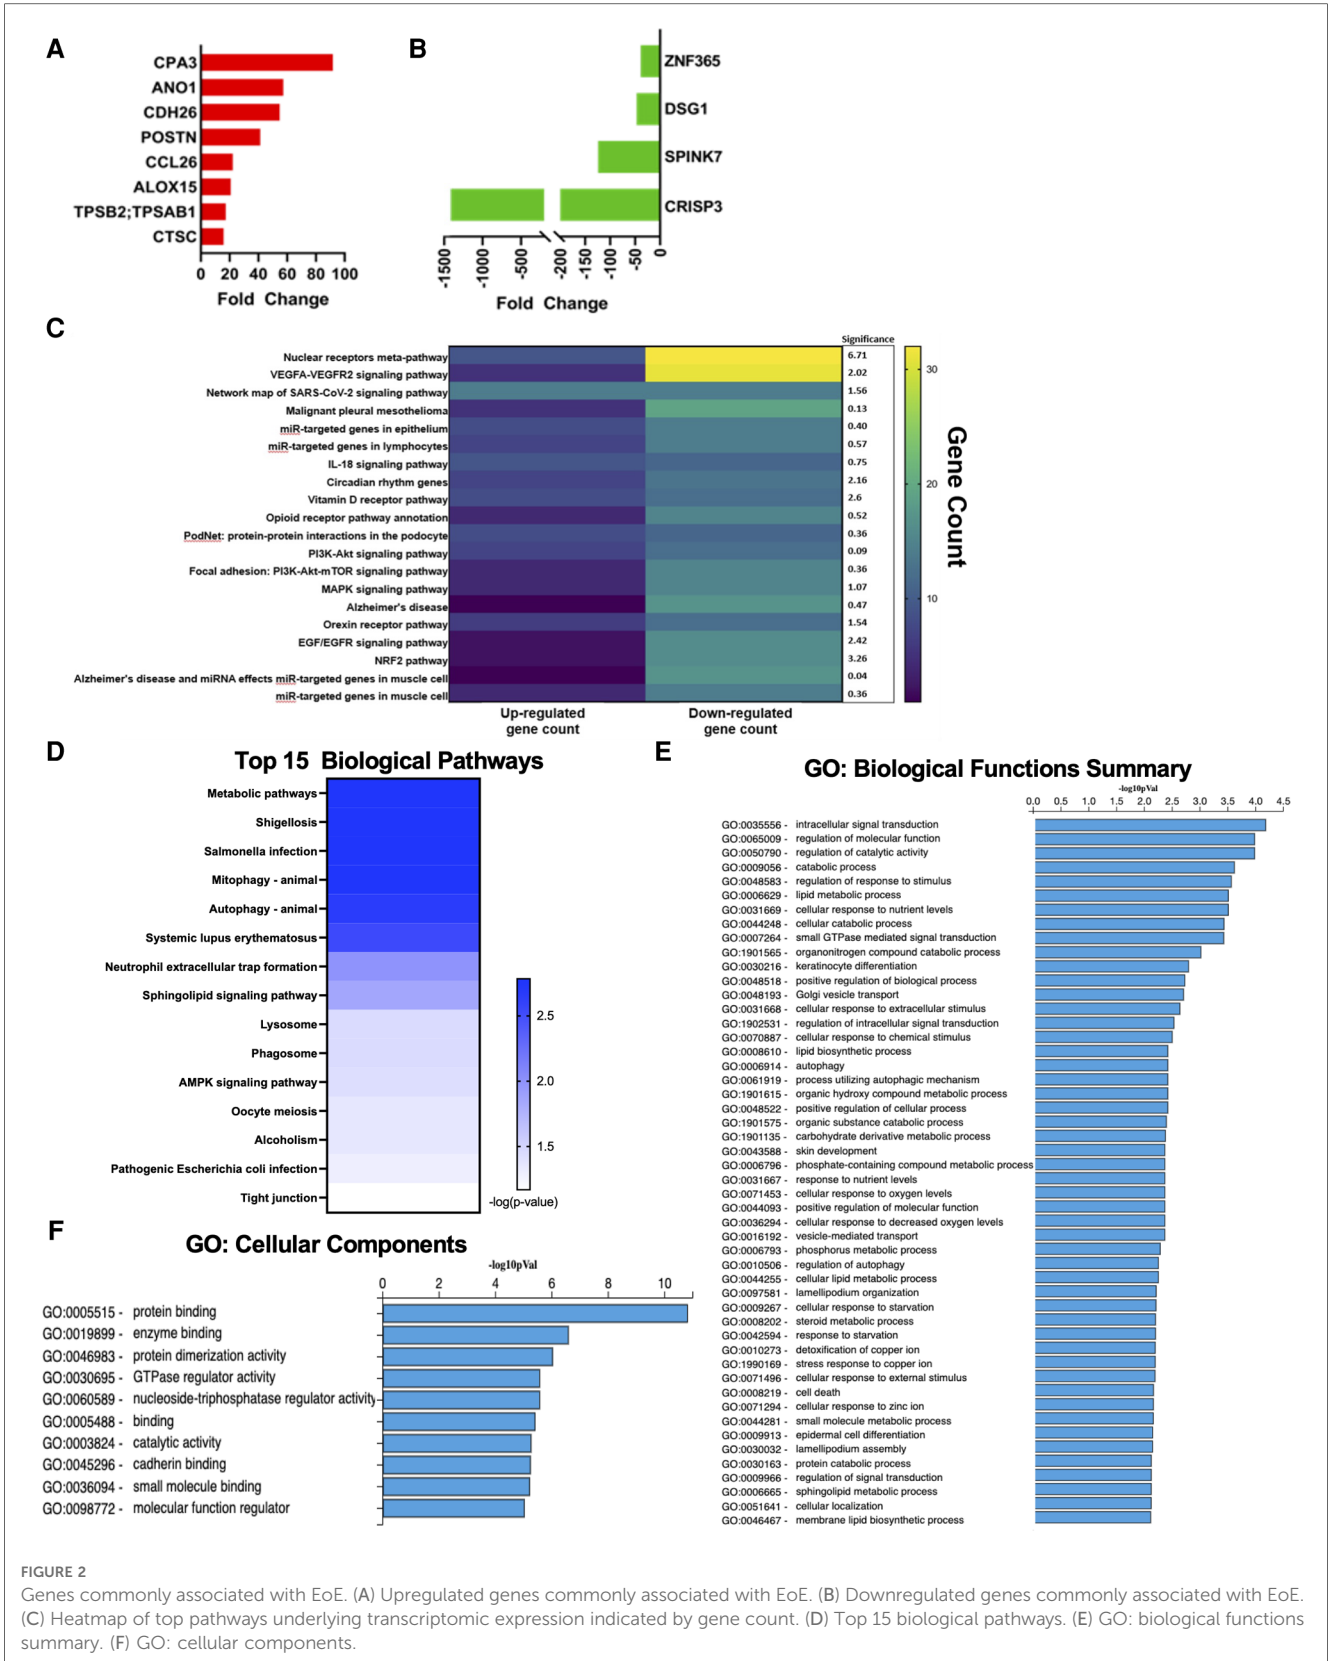 A
CPA3
ANO1
CDH26
POSTN
CCL26
ALOX15
TPSB2;TPSAB1
CTSC
0 20 40 60 80 100
Fold Change
B
ZNF365
DSG1
SPINK7
CRISP3
-1500 -1000 -500 -200 -150 -100 -50 0
Fold Change
C
Significance
Nuclear receptors meta-pathway 6.71
VEGFA-VEGFR2 signaling pathway 2.02
Network map of SARS-CoV-2 signaling pathway 1.56
Malignant pleural mesothelioma 0.13
miR-targeted genes in epithelium 0.40
miR-targeted genes in lymphocytes 0.57
IL-18 signaling pathway 0.75
Circadian rhythm genes 2.16
Vitamin D receptor pathway 2.6
Opioid receptor pathway annotation 0.52
PodNet: protein-protein interactions in the podocyte 0.36
PI3K-Akt signaling pathway 0.09
Focal adhesion: PI3K-Akt-mTOR signaling pathway 0.36
MAPK signaling pathway 1.07
Alzheimer's disease 0.47
Orexin receptor pathway 1.54
EGF/EGFR signaling pathway 2.42
NRF2 pathway 3.26
Alzheimer's disease and miRNA effects miR-targeted genes in muscle cell 0.04
miR-targeted genes in muscle cell 0.36
Up-regulated
gene count
Down-regulated
gene count
30
20
10
Gene Count
D
Top 15 Biological Pathways
Metabolic pathways
Shigellosis
Salmonella infection
Mitophagy - animal
Autophagy - animal
Systemic lupus erythematosus
Neutrophil extracellular trap formation
Sphingolipid signaling pathway
Lysosome
Phagosome
AMPK signaling pathway
Oocyte meiosis
Alcoholism
Pathogenic Escherichia coli infection
Tight junction
2.5
2.0
1.5
-log(p-value)
E
GO: Biological Functions Summary
-log10pVal
0.0 0.5 1.0 1.5 2.0 2.5 3.0 3.5 4.0 4.5
GO:0035556 - intracellular signal transduction
GO:0065009 - regulation of molecular function
GO:0050790 - regulation of catalytic activity
GO:0009056 - catabolic process
GO:0048583 - regulation of response to stimulus
GO:0006629 - lipid metabolic process
GO:0031669 - cellular response to nutrient levels
GO:0044248 - cellular catabolic process
GO:0007264 - small GTPase mediated signal transduction
GO:1901565 - organonitrogen compound catabolic process
GO:0030216 - keratinocyte differentiation
GO:0048518 - positive regulation of biological process
GO:0048193 - Golgi vesicle transport
GO:0031668 - cellular response to extracellular stimulus
GO:1902531 - regulation of intracellular signal transduction
GO:0070887 - cellular response to chemical stimulus
GO:0008610 - lipid biosynthetic process
GO:0006914 - autophagy
GO:0061919 - process utilizing autophagic mechanism
GO:1901615 - organic hydroxy compound metabolic process
GO:0048522 - positive regulation of cellular process
GO:1901575 - organic substance catabolic process
GO:1901135 - carbohydrate derivative metabolic process
GO:0043588 - skin development
GO:0006796 - phosphate-containing compound metabolic process
GO:0031667 - response to nutrient levels
GO:0071453 - cellular response to oxygen levels
GO:0044093 - positive regulation of molecular function
GO:0036294 - cellular response to decreased oxygen levels
GO:0016192 - vesicle-mediated transport
GO:0006793 - phosphorus metabolic process
GO:0010506 - regulation of autophagy
GO:0044255 - cellular lipid metabolic process
GO:0097581 - lamellipodium organization
GO:0009267 - cellular response to starvation
GO:0008202 - steroid metabolic process
GO:0042594 - response to starvation
GO:0010273 - detoxification of copper ion
GO:1990169 - stress response to copper ion
GO:0071496 - cellular response to external stimulus
GO:0008219 - cell death
GO:0071294 - cellular response to zinc ion
GO:0044281 - small molecule metabolic process
GO:0009913 - epidermal cell differentiation
GO:0030032 - lamellipodium assembly
GO:0030163 - protein catabolic process
GO:0009966 - regulation of signal transduction
GO:0006665 - sphingolipid metabolic process
GO:0051641 - cellular localization
GO:0046467 - membrane lipid biosynthetic process
F
GO: Cellular Components
-log10pVal
0 2 4 6 8 10
GO:0005515 - protein binding
GO:0019899 - enzyme binding
GO:0046983 - protein dimerization activity
GO:0030695 - GTPase regulator activity
GO:0060589 - nucleoside-triphosphatase regulator activity
GO:0005488 - binding
GO:0003824 - catalytic activity
GO:0045296 - cadherin binding
GO:0036094 - small molecule binding
GO:0098772 - molecular function regulator
FIGURE 2
Genes commonly associated with EoE. (A) Upregulated genes commonly associated with EoE. (B) Downregulated genes commonly associated with EoE.
(C) Heatmap of top pathways underlying transcriptomic expression indicated by gene count. (D) Top 15 biological pathways. (E) GO: biological functions
summary. (F) GO: cellular components.